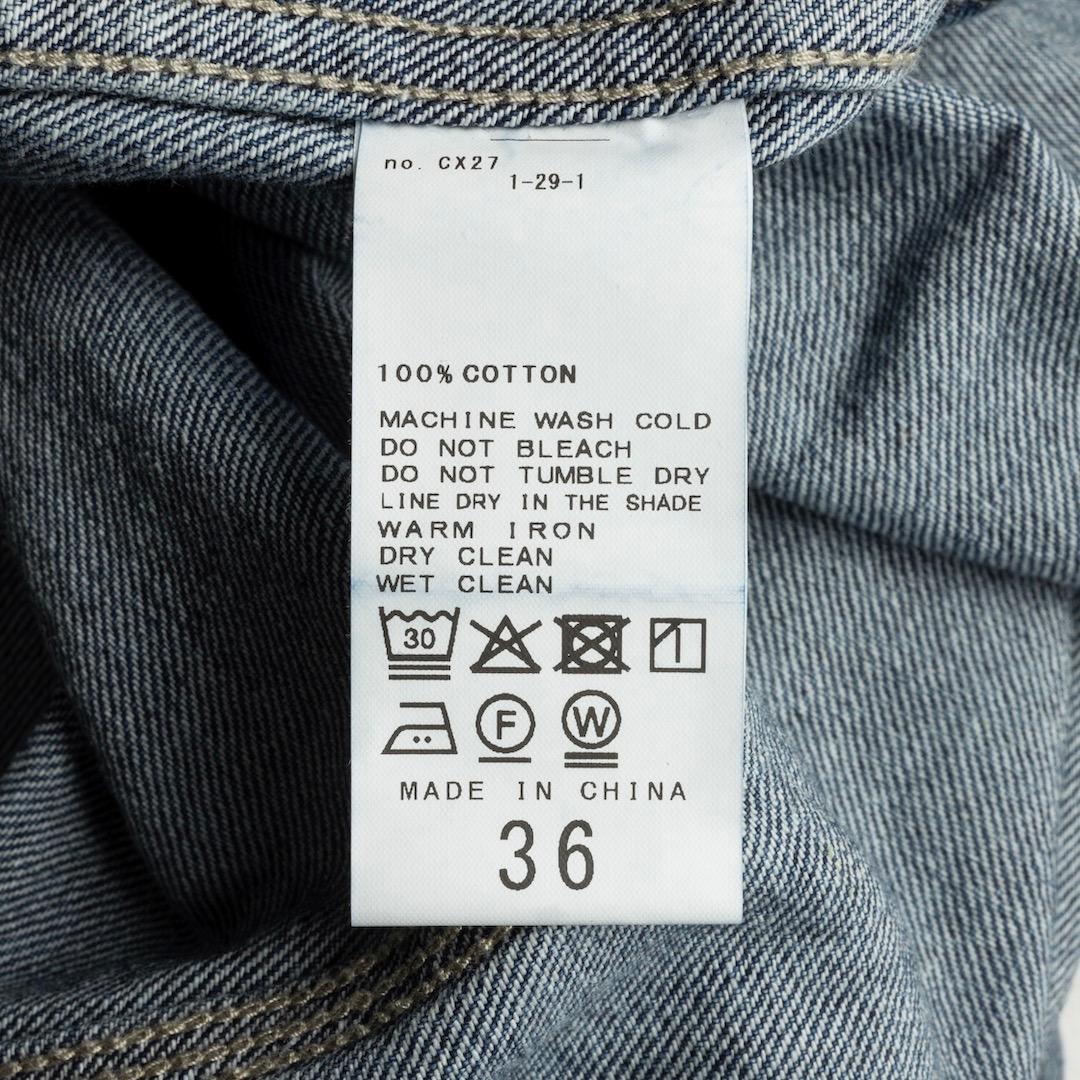 no. CX27
1-29-1
100% COTTON
MACHINE WASH COLD
DO NOT BLEACH
DO NOT TUMBLE DRY
LINE DRY IN THE SHADE
WARM IRON
DRY CLEAN
WET CLEAN
30
F W
MADE IN CHINA
36